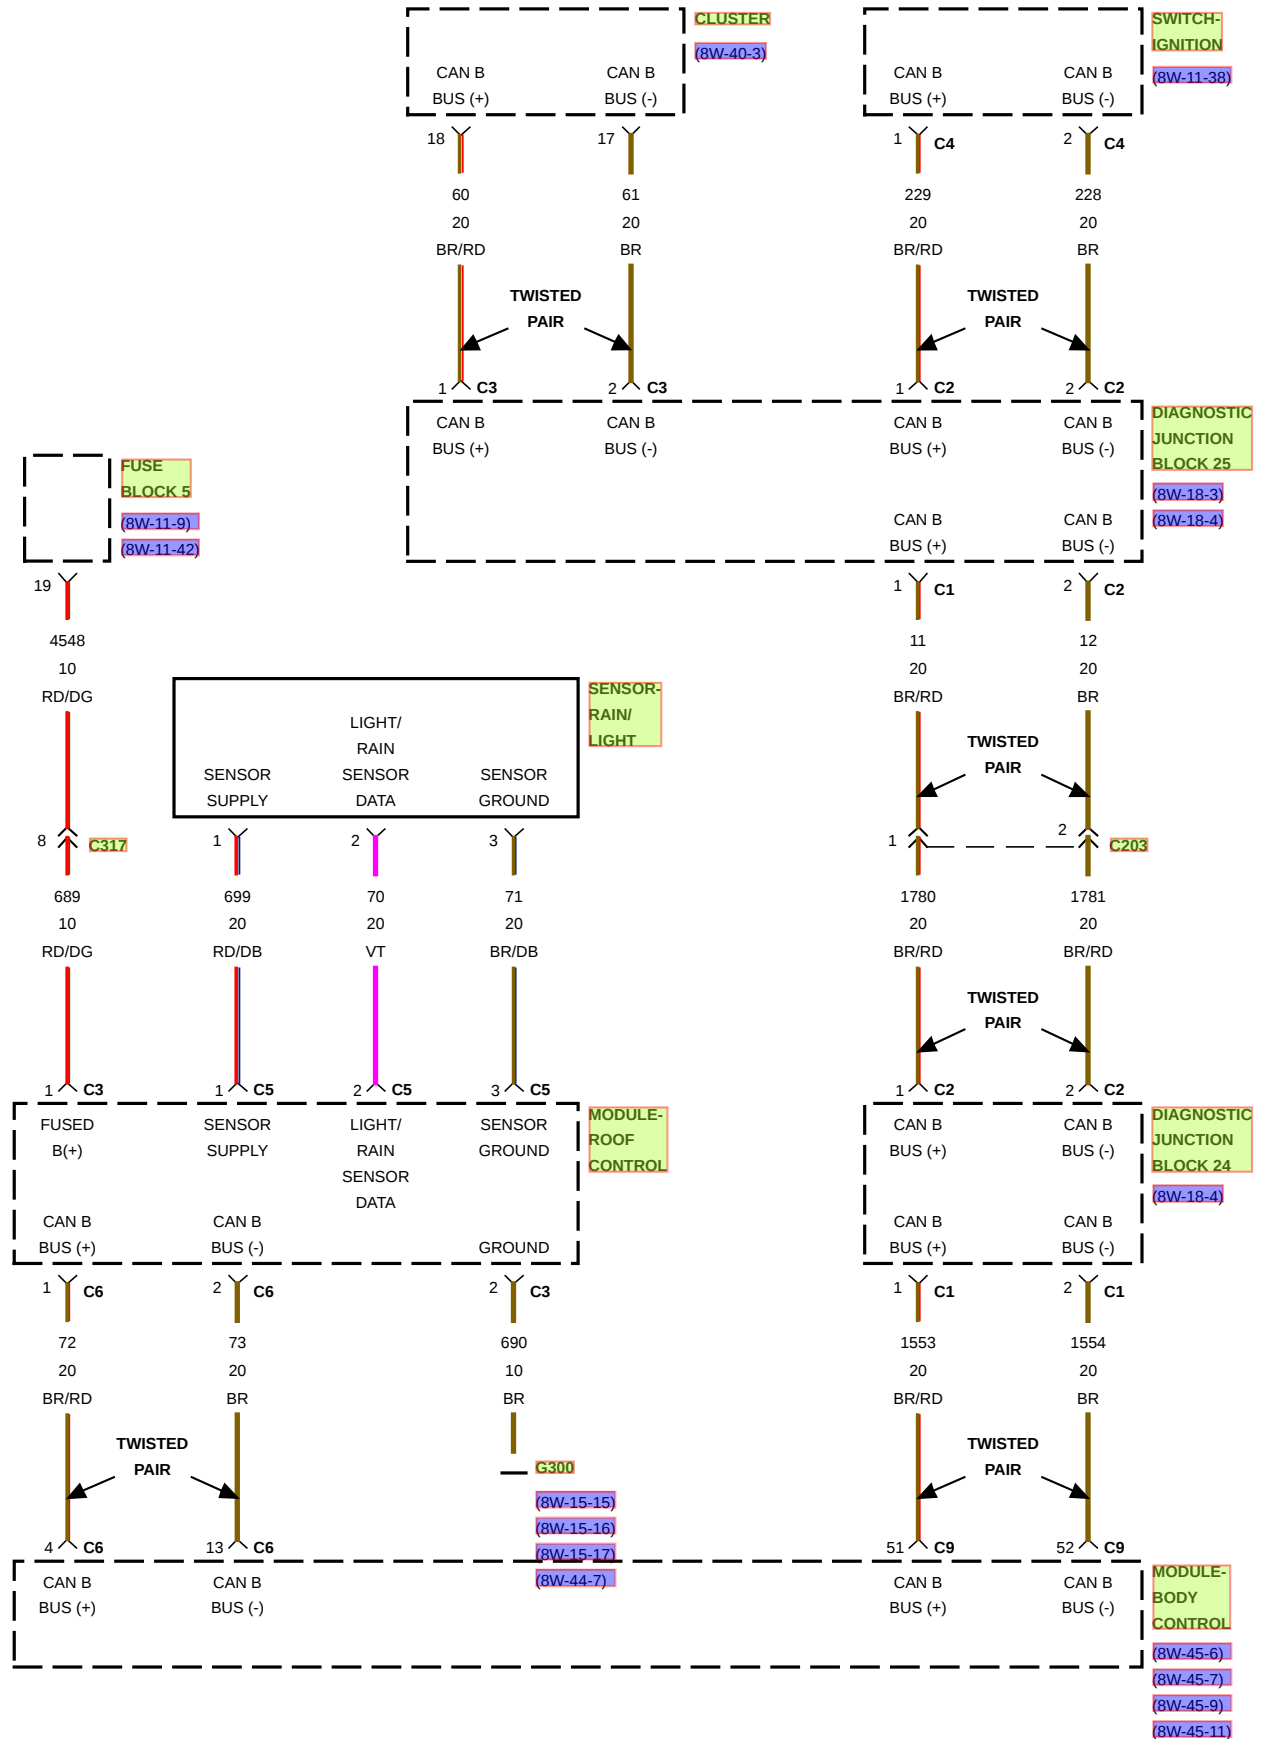 CLUSTER
(8W-40-3)
SWITCH-
IGNITION
(8W-11-38)
CAN B
BUS (+)
CAN B
BUS (-)
CAN B
BUS (+)
CAN B
BUS (-)
18
17
1
C4
2
C4
60
61
229
228
20
20
20
20
BR/RD
BR
BR/RD
BR
TWISTED
PAIR
TWISTED
PAIR
1
C3
2
C3
1
C2
2
C2
CAN B
BUS (+)
CAN B
BUS (-)
CAN B
BUS (+)
CAN B
BUS (-)
CAN B
BUS (+)
CAN B
BUS (-)
DIAGNOSTIC
JUNCTION
BLOCK 25
(8W-18-3)
(8W-18-4)
FUSE
BLOCK 5
(8W-11-9)
(8W-11-42)
19
1
C1
2
C2
4548
10
RD/DG
11
20
BR/RD
12
20
BR
SENSOR-
RAIN/
LIGHT
SENSOR
SUPPLY
LIGHT/
RAIN
SENSOR
DATA
SENSOR
GROUND
TWISTED
PAIR
8
C317
1
2
3
1
2
C203
689
10
RD/DG
699
20
RD/DB
70
20
VT
71
20
BR/DB
1780
20
BR/RD
1781
20
BR/RD
TWISTED
PAIR
1
C3
1
C5
2
C5
3
C5
1
C2
2
C2
FUSED
B(+)
SENSOR
SUPPLY
LIGHT/
RAIN
SENSOR
DATA
SENSOR
GROUND
CAN B
BUS (+)
CAN B
BUS (-)
GROUND
MODULE-
ROOF
CONTROL
CAN B
BUS (+)
CAN B
BUS (-)
CAN B
BUS (+)
CAN B
BUS (-)
DIAGNOSTIC
JUNCTION
BLOCK 24
(8W-18-4)
1
C6
2
C6
2
C3
1
C1
2
C1
72
20
BR/RD
73
20
BR
690
10
BR
1553
20
BR/RD
1554
20
BR
TWISTED
PAIR
TWISTED
PAIR
G300
(8W-15-15)
(8W-15-16)
(8W-15-17)
(8W-44-7)
4
C6
13
C6
51
C9
52
C9
CAN B
BUS (+)
CAN B
BUS (-)
CAN B
BUS (+)
CAN B
BUS (-)
MODULE-
BODY
CONTROL
(8W-45-6)
(8W-45-7)
(8W-45-9)
(8W-45-11)